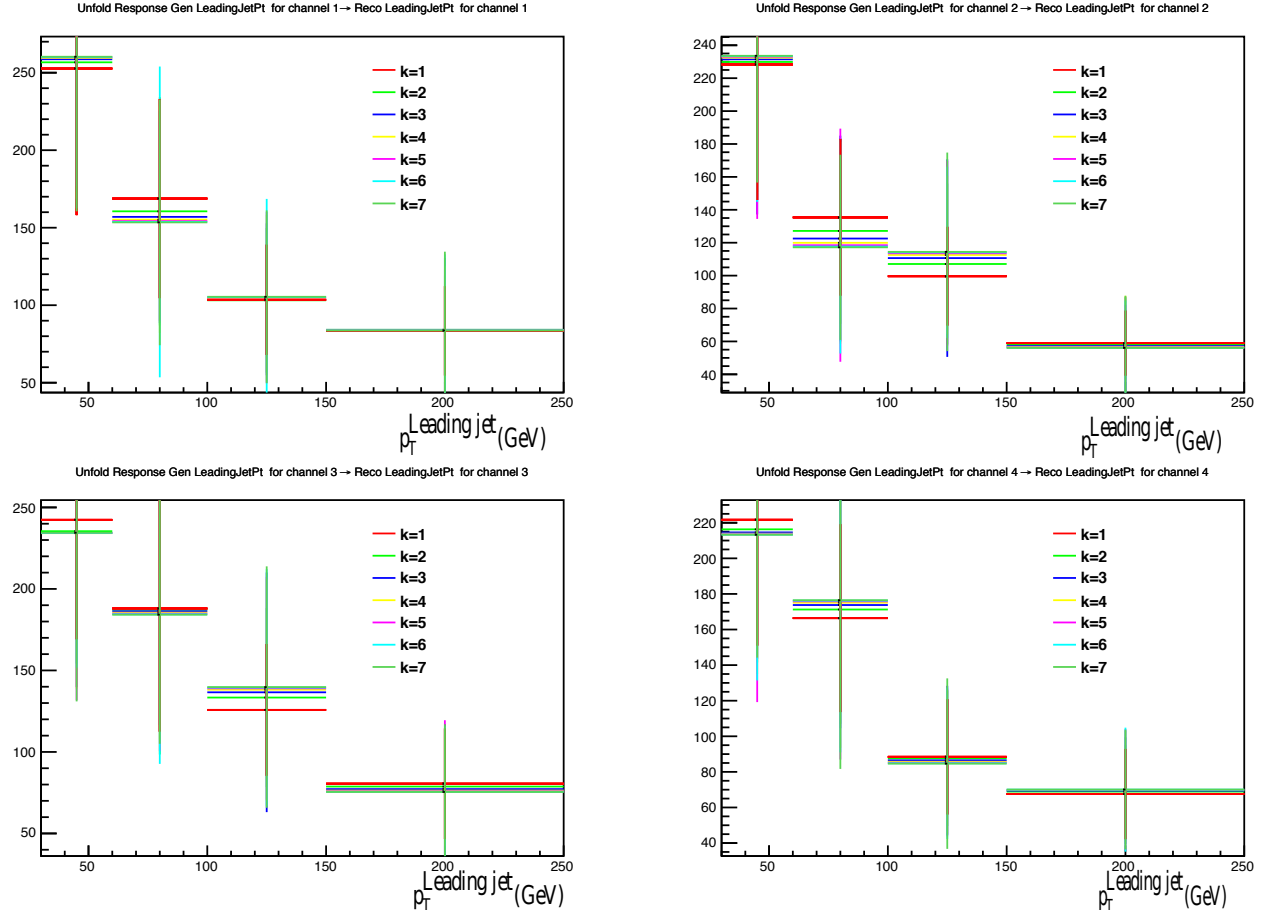 Unfold Response Gen LeadingJetPt for channel 1→ Reco LeadingJetPt for channel 1
250
200
150
100
50
k=1
k=2
k=3
k=4
k=5
k=6
k=7
50 100 150 200 250
p_T^Leading jet (GeV)
Unfold Response Gen LeadingJetPt for channel 2→ Reco LeadingJetPt for channel 2
240
220
200
180
160
140
120
100
80
60
40
k=1
k=2
k=3
k=4
k=5
k=6
k=7
50 100 150 200 250
p_T^Leading jet (GeV)
Unfold Response Gen LeadingJetPt for channel 3→ Reco LeadingJetPt for channel 3
250
200
150
100
50
k=1
k=2
k=3
k=4
k=5
k=6
k=7
50 100 150 200 250
p_T^Leading jet (GeV)
Unfold Response Gen LeadingJetPt for channel 4→ Reco LeadingJetPt for channel 4
220
200
180
160
140
120
100
80
60
40
k=1
k=2
k=3
k=4
k=5
k=6
k=7
50 100 150 200 250
p_T^Leading jet (GeV)